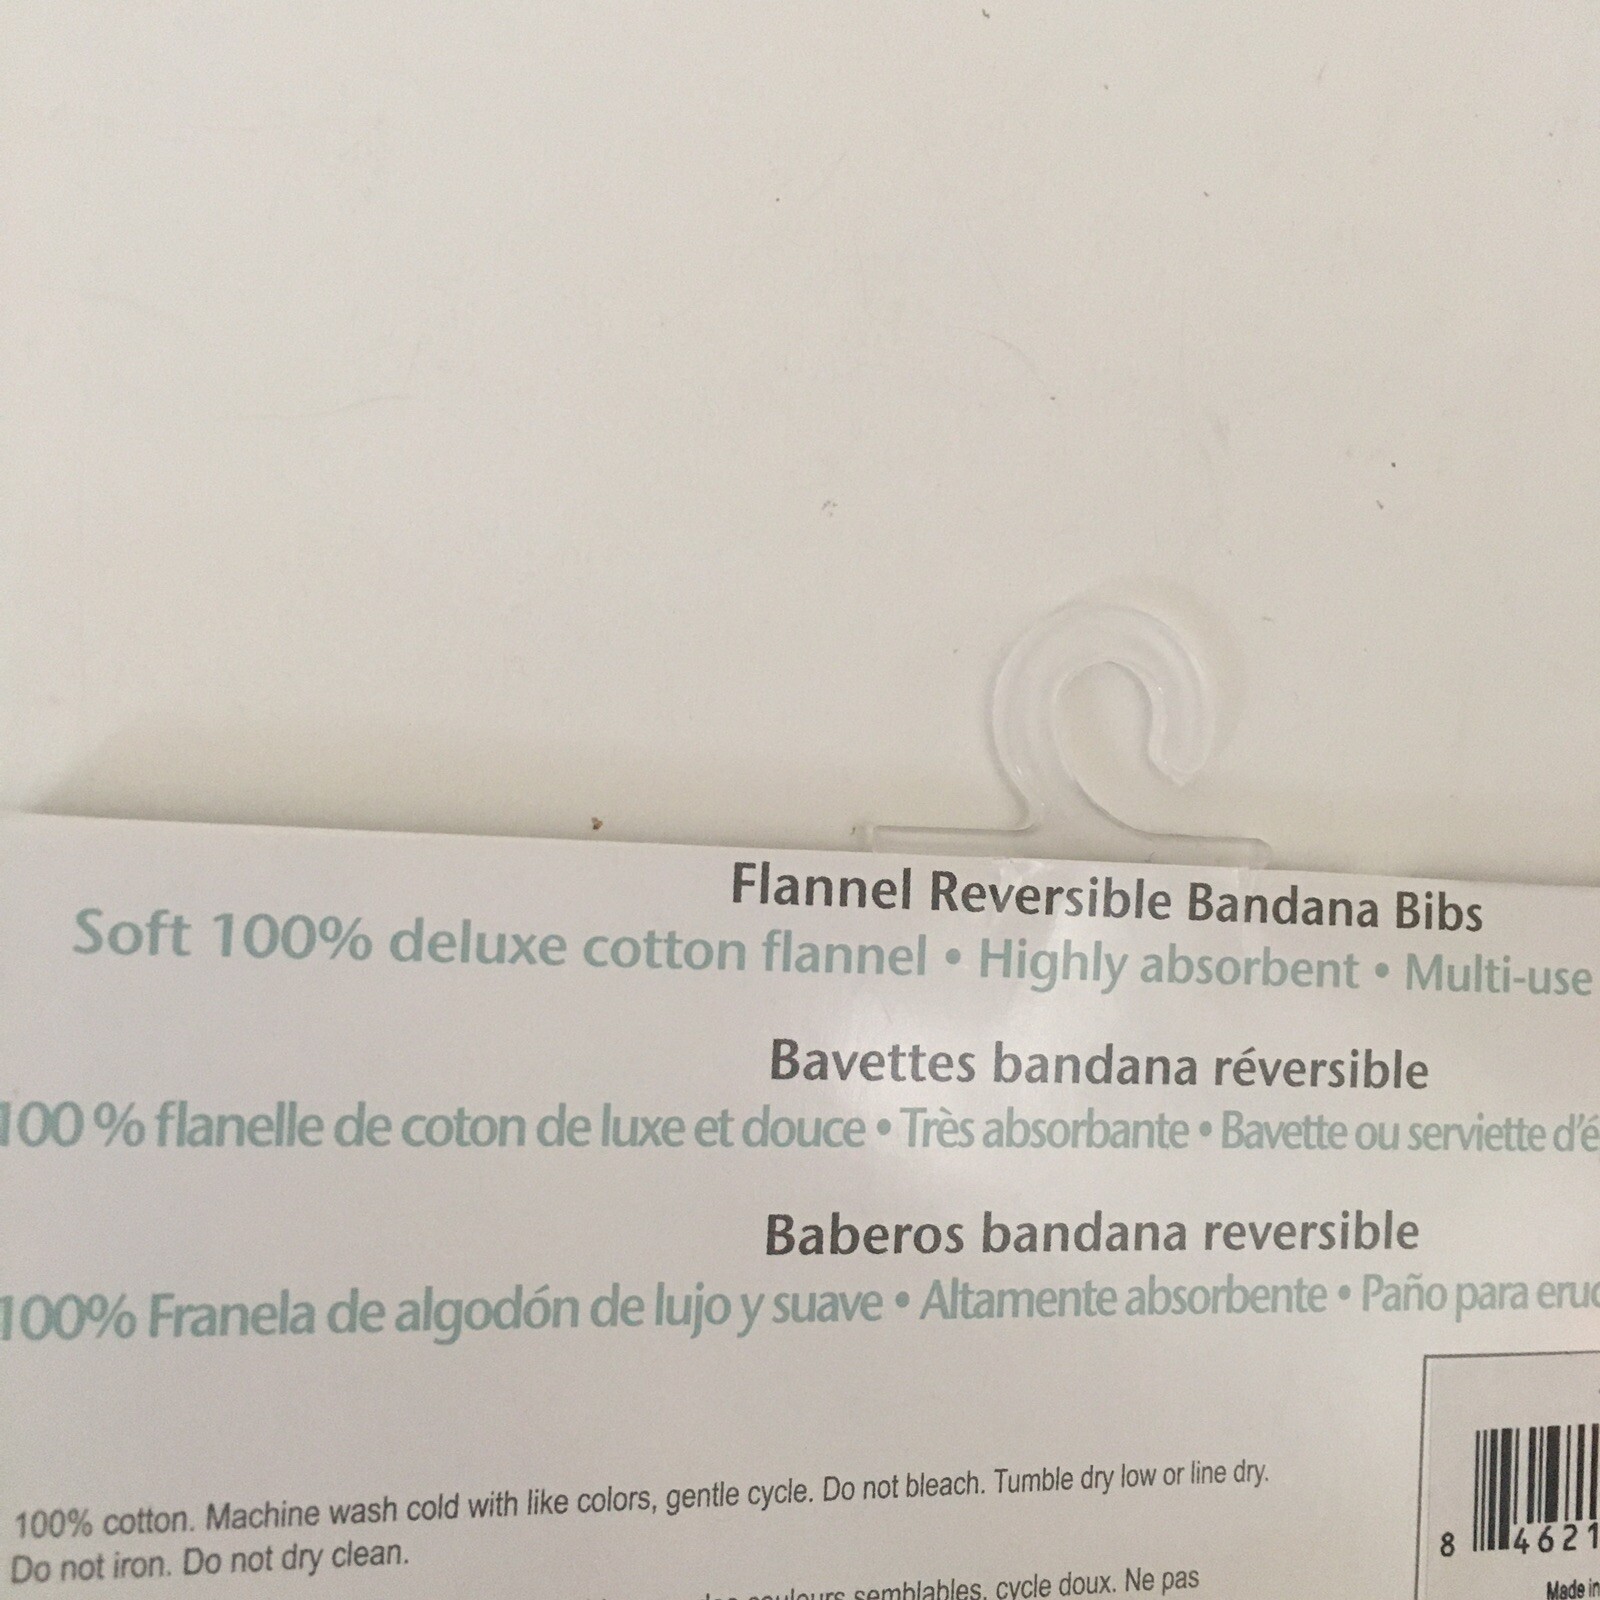 Flannel Reversible Bandana Bibs
Soft 100% deluxe cotton flannel • Highly absorbent • Multi-use
Bavettes bandana réversible
100 % flanelle de coton de luxe et douce • Très absorbante • Bavette ou serviette d'é
Baberos bandana reversible
100% Franela de algodón de lujo y suave • Altamente absorbente • Paño para eruc
100% cotton. Machine wash cold with like colors, gentle cycle. Do not bleach. Tumble dry low or line dry.
Do not iron. Do not dry clean.
semblables, cycle doux. Ne pas
8 4621
Made in